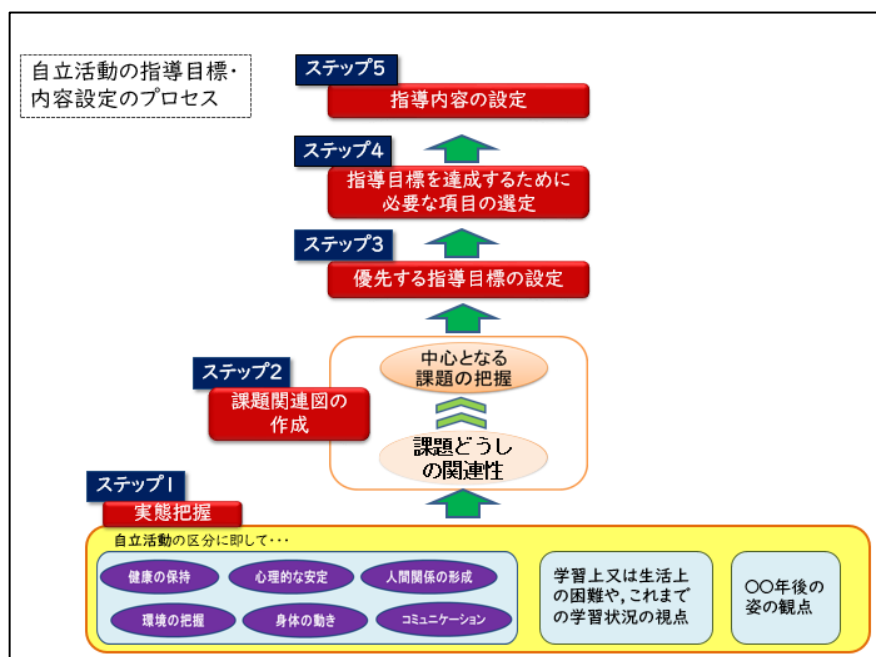 自立活動の指導目標・
内容設定のプロセス
ステップ5
指導内容の設定
ステップ4
指導目標を達成するために
必要な項目の選定
ステップ3
優先する指導目標の設定
ステップ2
課題関連図の
作成
中心となる
課題の把握
課題どうし
の関連性
ステップ1
実態把握
自立活動の区分に即して・・・
健康の保持
心理的な安定
人間関係の形成
環境の把握
身体の動き
コミュニケーション
学習上又は生活上
の困難や,これまで
の学習状況の視点
〇〇年後の
姿の観点